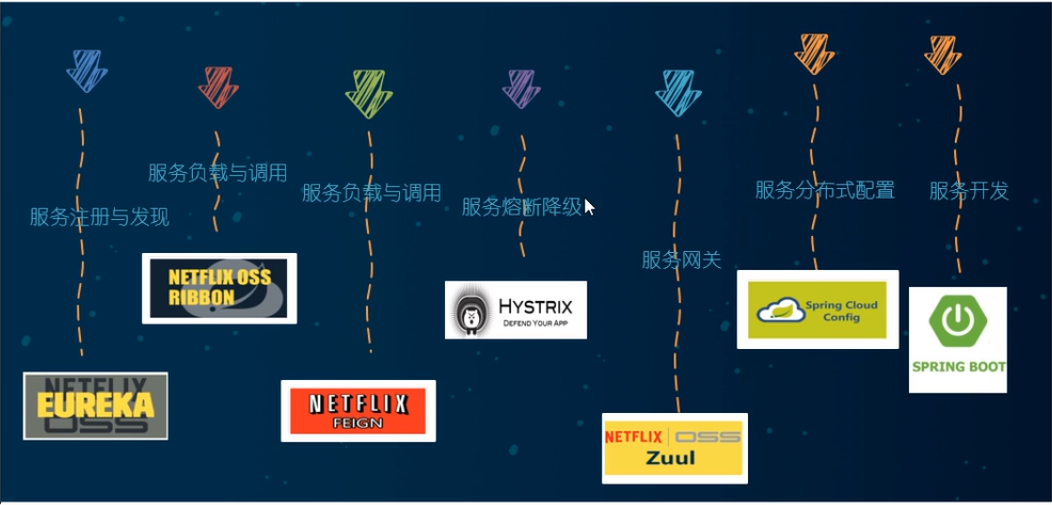 服务注册与发现
NETFLIX
EUREKA
OSS
服务负载与调用
NETFLIX OSS
RIBBON
服务负载与调用
NETFLIX
FEIGN
服务熔断降级
HYSTRIX
DEFEND YOUR APP
服务网关
NETFLIX OSS
Zuul
服务分布式配置
Spring Cloud
Config
服务开发
SPRING BOOT